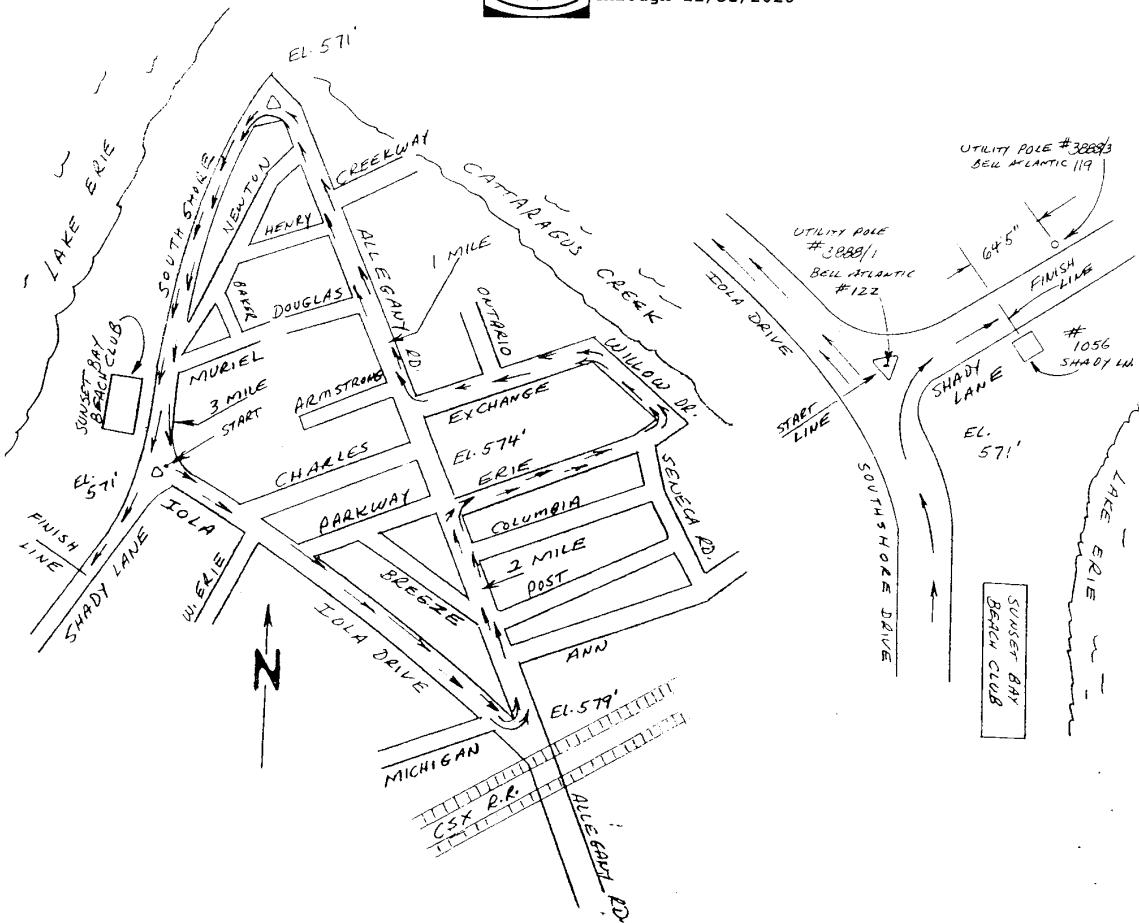 EL. 571'
LAKE ERIE
SOUTH SHORE
NEWTON
HENRY
CREEKWAY
CATTARAGUS CREEK
ALLEGANY RD.
1 MILE
BAKER
DOUGLAS
ONTARIO
WILLOW DR.
SUNSET BAY
BEACH CLUB
MURIEL
3 MILE
START
ARMSTRONG
EXCHANGE
CHARLES
EL. 574'
ERIE
EL.
571'
IOLA
PARKWAY
COLUMBIA
SENECA RD.
FINISH
LINE
SHADY LANE
W. ERIE
BREEZE
2 MILE
POST
IOLA DRIVE
ANN
N
EL. 579'
MICHIGAN
CSX R.R.
ALLEGANY RD.
UTILITY POLE #3888/3
BELL ATLANTIC 119
UTILITY POLE
#3888/1
BELL ATLANTIC
#122
64'5"
FINISH
LINE
IOLA DRIVE
#
1056
SHADY LN.
START
LINE
SHADY
LANE
EL.
571'
SOUTHSHORE DRIVE
LAKE ERIE
SUNSET BAY
BEACH CLUB